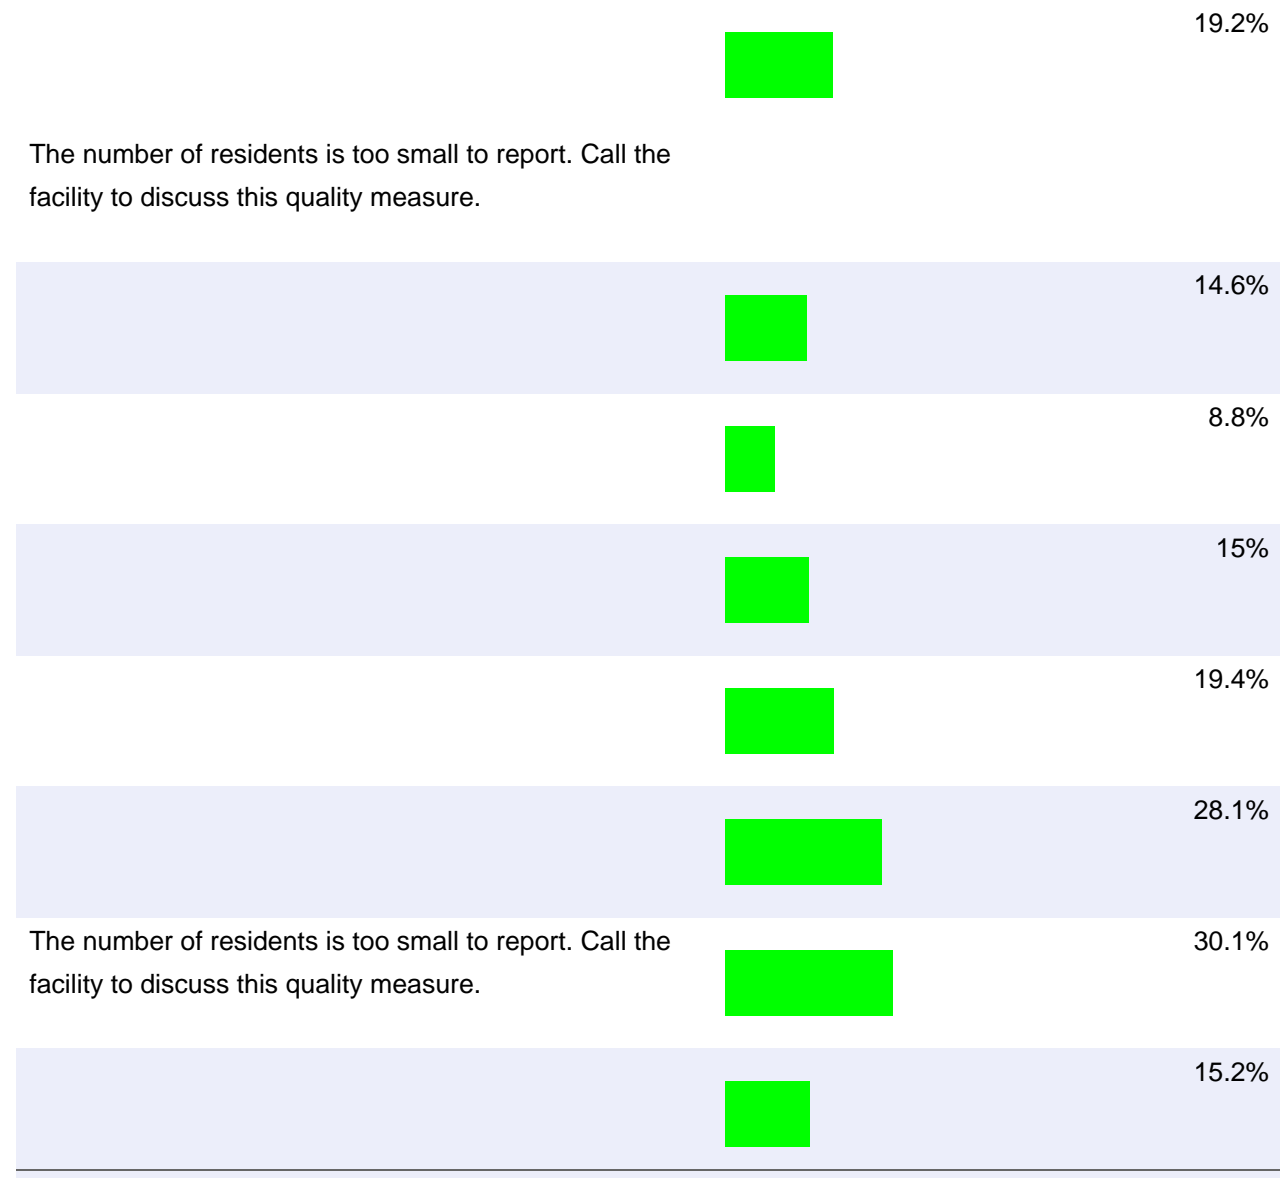 19.2%
The number of residents is too small to report. Call the
facility to discuss this quality measure.
14.6%
8.8%
15%
19.4%
28.1%
The number of residents is too small to report. Call the
30.1%
facility to discuss this quality measure.
15.2%